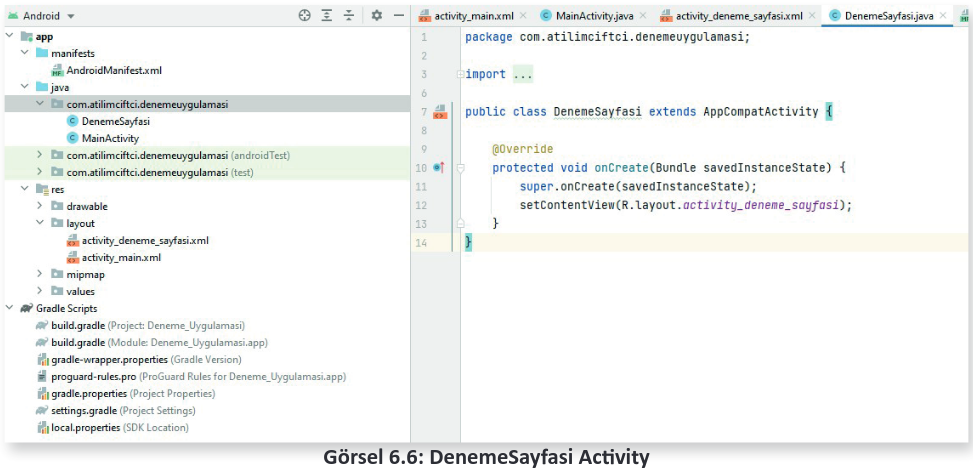 Android
app
manifests
AndroidManifest.xml
java
com.atilimciftci.denemeuygulamasi
DenemeSayfasi
MainActivity
com.atilimciftci.denemeuygulamasi (androidTest)
com.atilimciftci.denemeuygulamasi (test)
res
drawable
layout
activity_deneme_sayfasi.xml
activity_main.xml
mipmap
values
Gradle Scripts
build.gradle (Project: Deneme_Uygulamasi)
build.gradle (Module: Deneme_Uygulamasi.app)
gradle-wrapper.properties (Gradle Version)
proguard-rules.pro (ProGuard Rules for Deneme_Uygulamasi.app)
gradle.properties (Project Properties)
settings.gradle (Project Settings)
local.properties (SDK Location)
activity_main.xml MainActivity.java activity_deneme_sayfasi.xml DenemeSayfasi.java
1 package com.atilimciftci.denemeuygulamasi;
2
3 import ...
6
7 public class DenemeSayfasi extends AppCompatActivity {
8
9 @Override
10 protected void onCreate(Bundle savedInstanceState) {
11 super.onCreate(savedInstanceState);
12 setContentView(R.layout.activity_deneme_sayfasi);
13 }
14 }
Görsel 6.6: DenemeSayfasi Activity